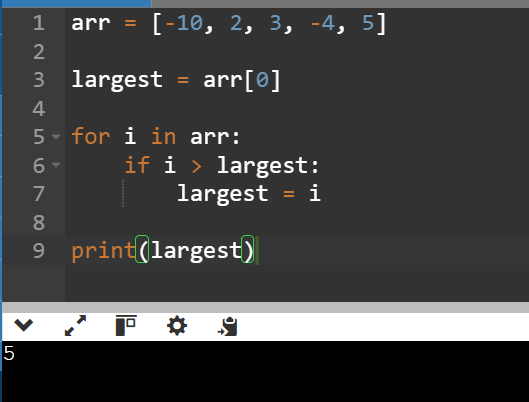 1 arr = [-10, 2, 3, -4, 5]
2
3 largest = arr[0]
4
5 for i in arr:
6     if i > largest:
7         largest = i
8
9 print(largest)
5